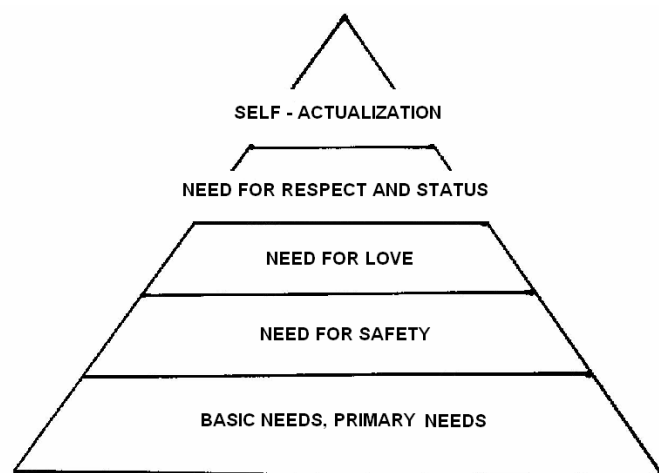 SELF - ACTUALIZATION
NEED FOR RESPECT AND STATUS
NEED FOR LOVE
NEED FOR SAFETY
BASIC NEEDS, PRIMARY NEEDS